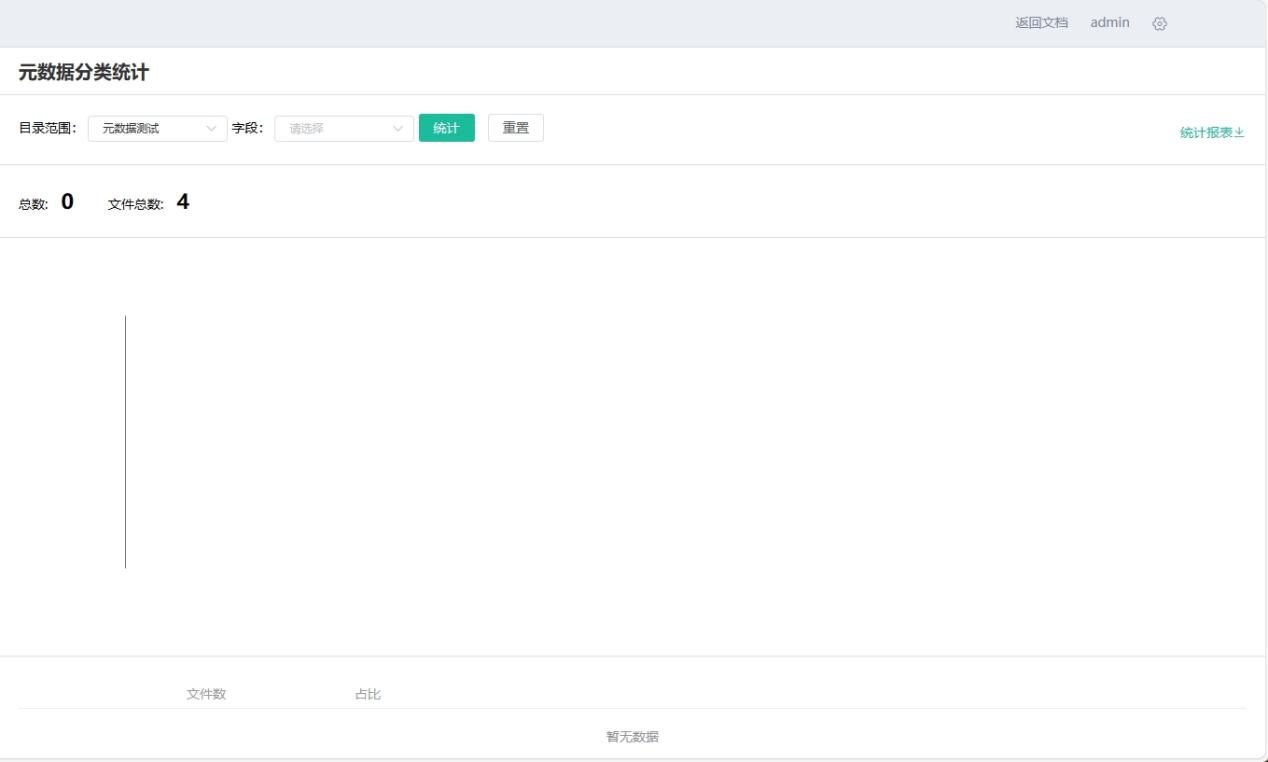 返回文档 admin
元数据分类统计
目录范围： 元数据测试 字段： 请选择 统计 重置 统计报表
总数: 0 文件总数: 4
文件数 占比
暂无数据